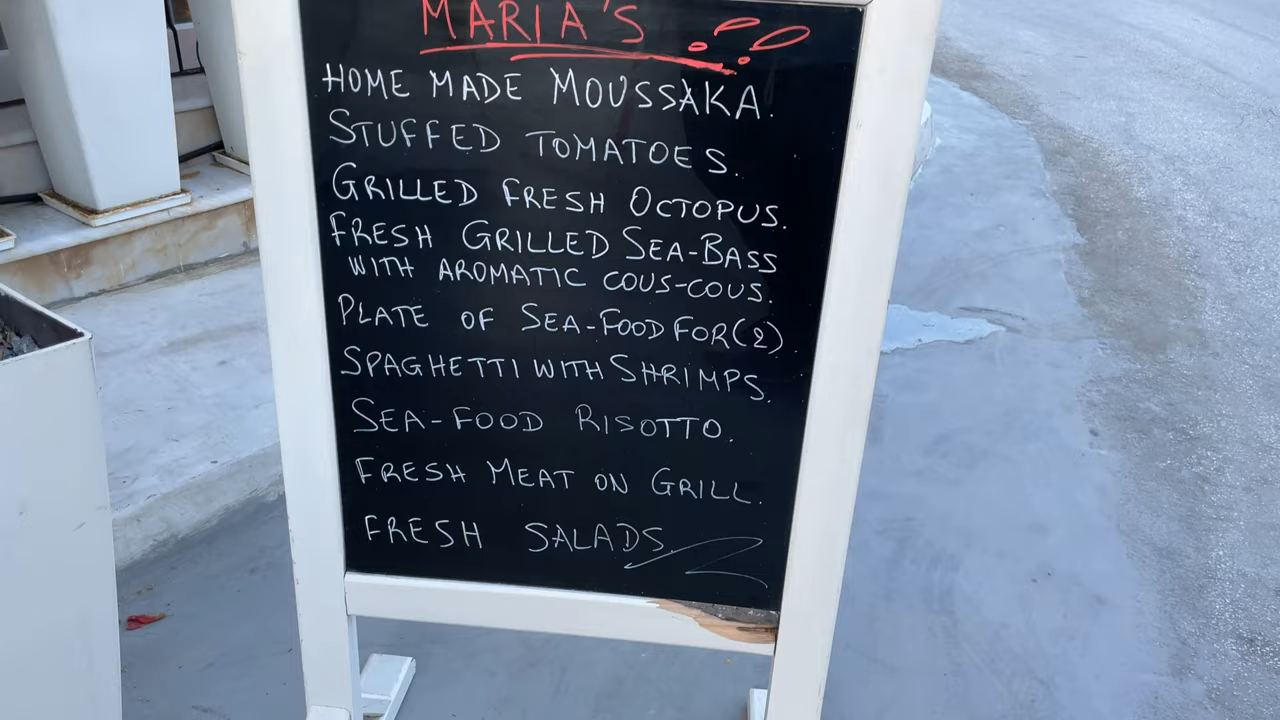 MARIA'S
HOME MADE MOUSSAKA.
STUFFED TOMATOES.
GRILLED FRESH OCTOPUS.
FRESH GRILLED SEA-BASS
WITH AROMATIC COUS-COUS.
PLATE OF SEA-FOOD FOR (2).
SPAGHETTI WITH SHRIMPS.
SEA-FOOD RISOTTO.
FRESH MEAT ON GRILL.
FRESH SALADS.